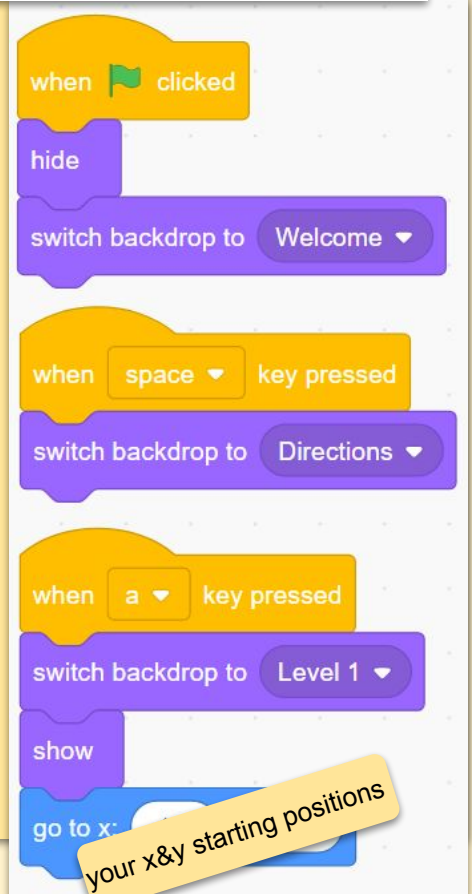 when clicked
hide
switch backdrop to Welcome
when space key pressed
switch backdrop to Directions
when a key pressed
switch backdrop to Level 1
show
go to x:
your x&y starting positions